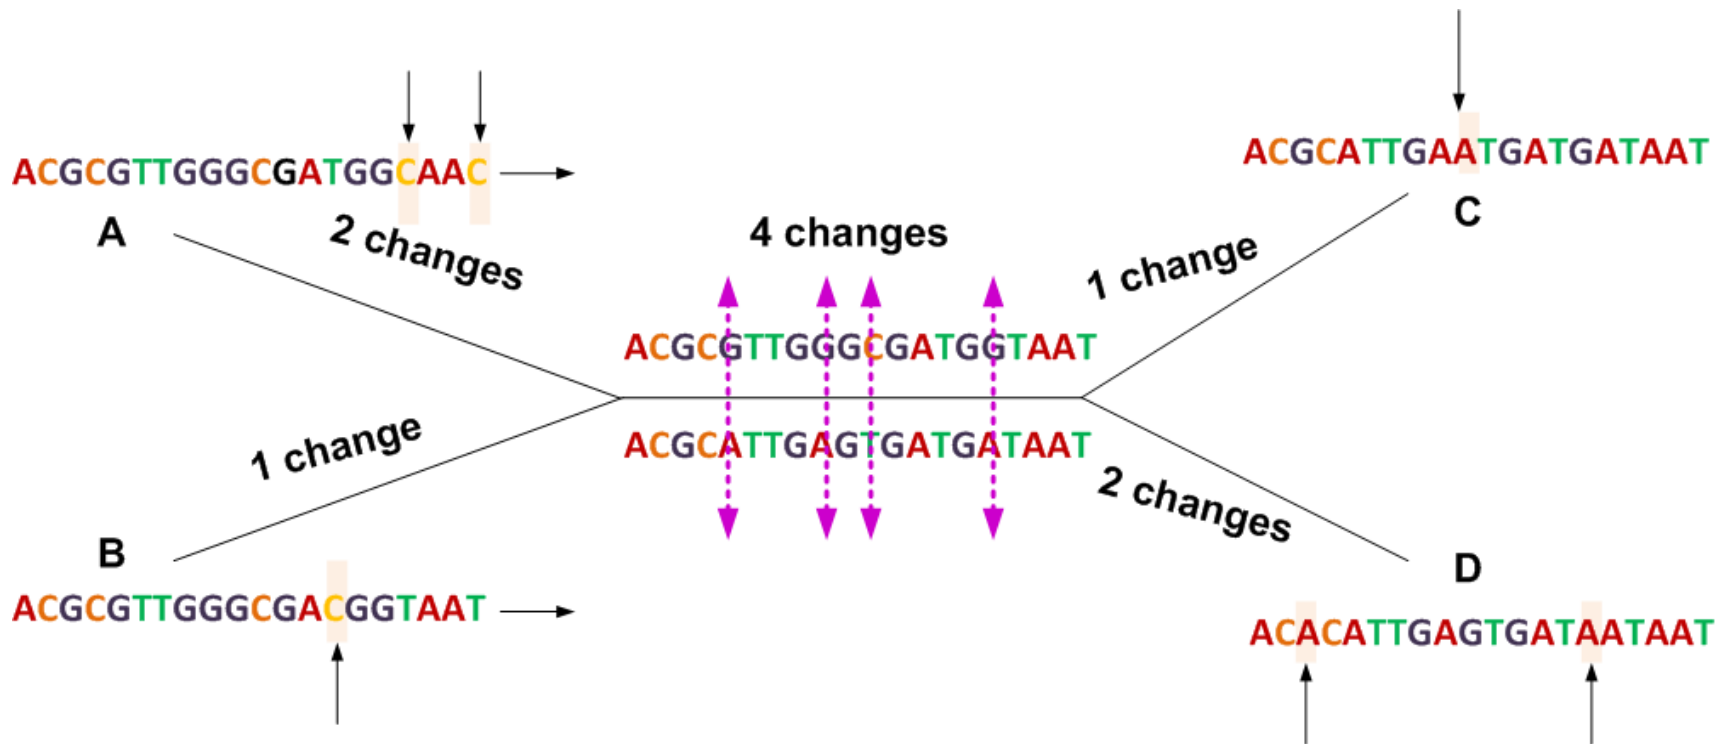 ACGCGTTGGGCGATGGCAAC
A
2 changes
4 changes
1 change
ACGCATTGAATGATGATAAT
C
ACGCGTTGGGCGATGGTAAT
ACGCATTGAGTGATGATAAT
1 change
B
ACGCGTTGGGCGACGGTAAT
2 changes
D
ACACATTGAGTGATAATAAT